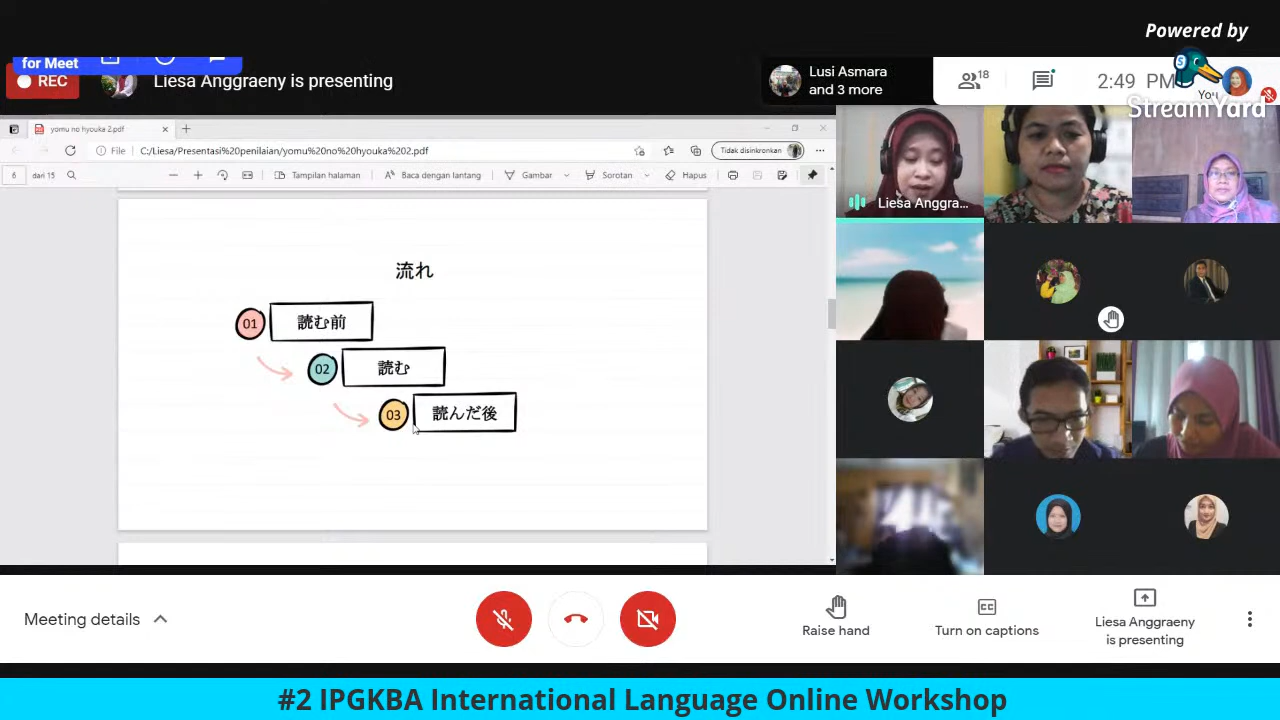 Powered by
StreamYard
for Meet
REC
Liesa Anggraeny is presenting
Lusi Asmara
and 3 more
18
2:49 PM
You
yomu no hyouka 2.pdf
File
C:/Liesa/Presentasi%20penilaian/yomu%20no%20hyouka%202.pdf
Tidak disinkronkan
6
dari 15
Tampilan halaman
Baca dengan lantang
Gambar
Sorotan
Hapus
流れ
01
読む前
02
読む
03
読んだ後
Liesa Anggra...
Meeting details
Raise hand
Turn on captions
Liesa Anggraeny
is presenting
#2 IPGKBA International Language Online Workshop